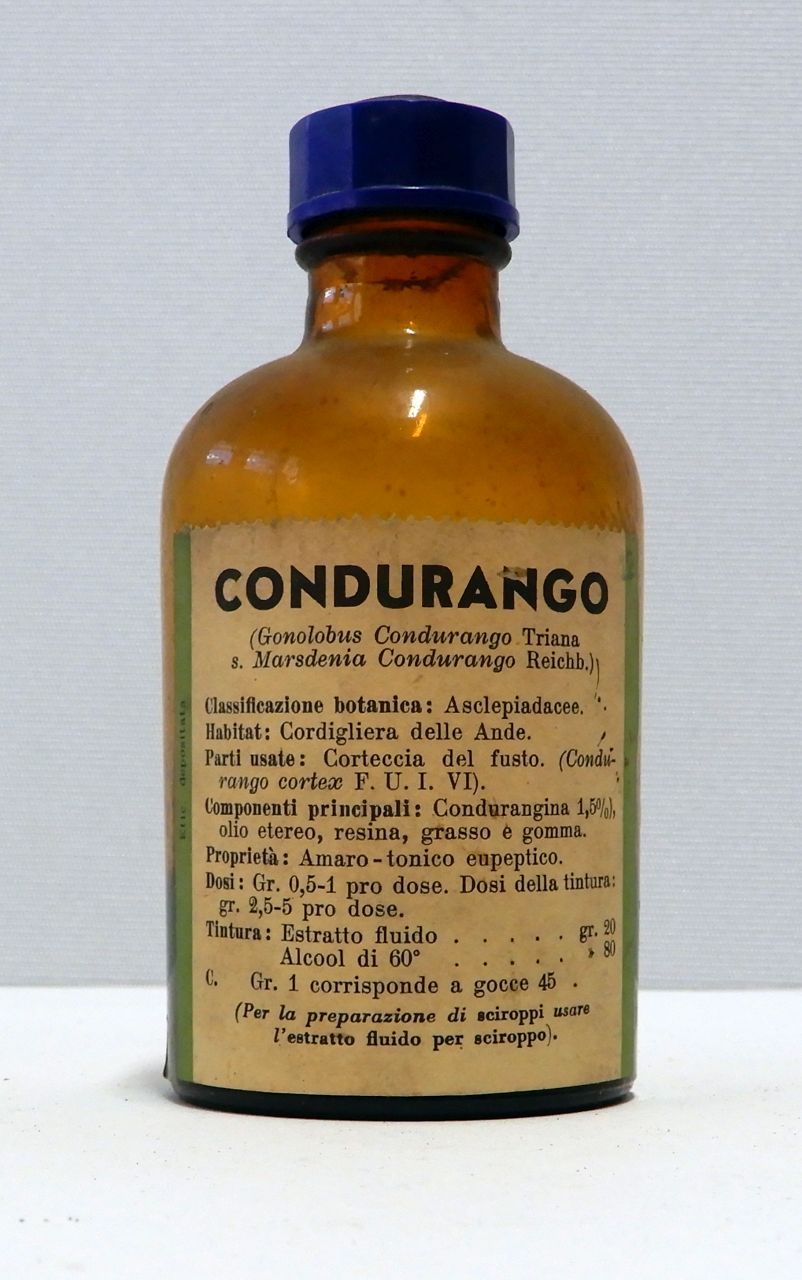 CONDURANGO
(Gonolobus Condurango Triana
s. Marsdenia Condurango Reichb.)
Classificazione botanica: Asclepiadacee.
Habitat: Cordigliera delle Ande.
Parti usate: Corteccia del fusto. (Condu-
rango cortex F. U. I. VI).
Componenti principali: Condurangina 1,5%,
olio etereo, resina, grasso e gomma.
Proprietà: Amaro-tonico eupeptico.
Dosi: Gr. 0,5-1 pro dose. Dosi della tintura:
gr. 2,5-5 pro dose.
Tintura: Estratto fluido . . . . . gr. 20
Alcool di 60° . . . . . » 80
C. Gr. 1 corrisponde a gocce 45 .
(Per la preparazione di sciroppi usare
l'estratto fluido per sciroppo).
Etic. depositata